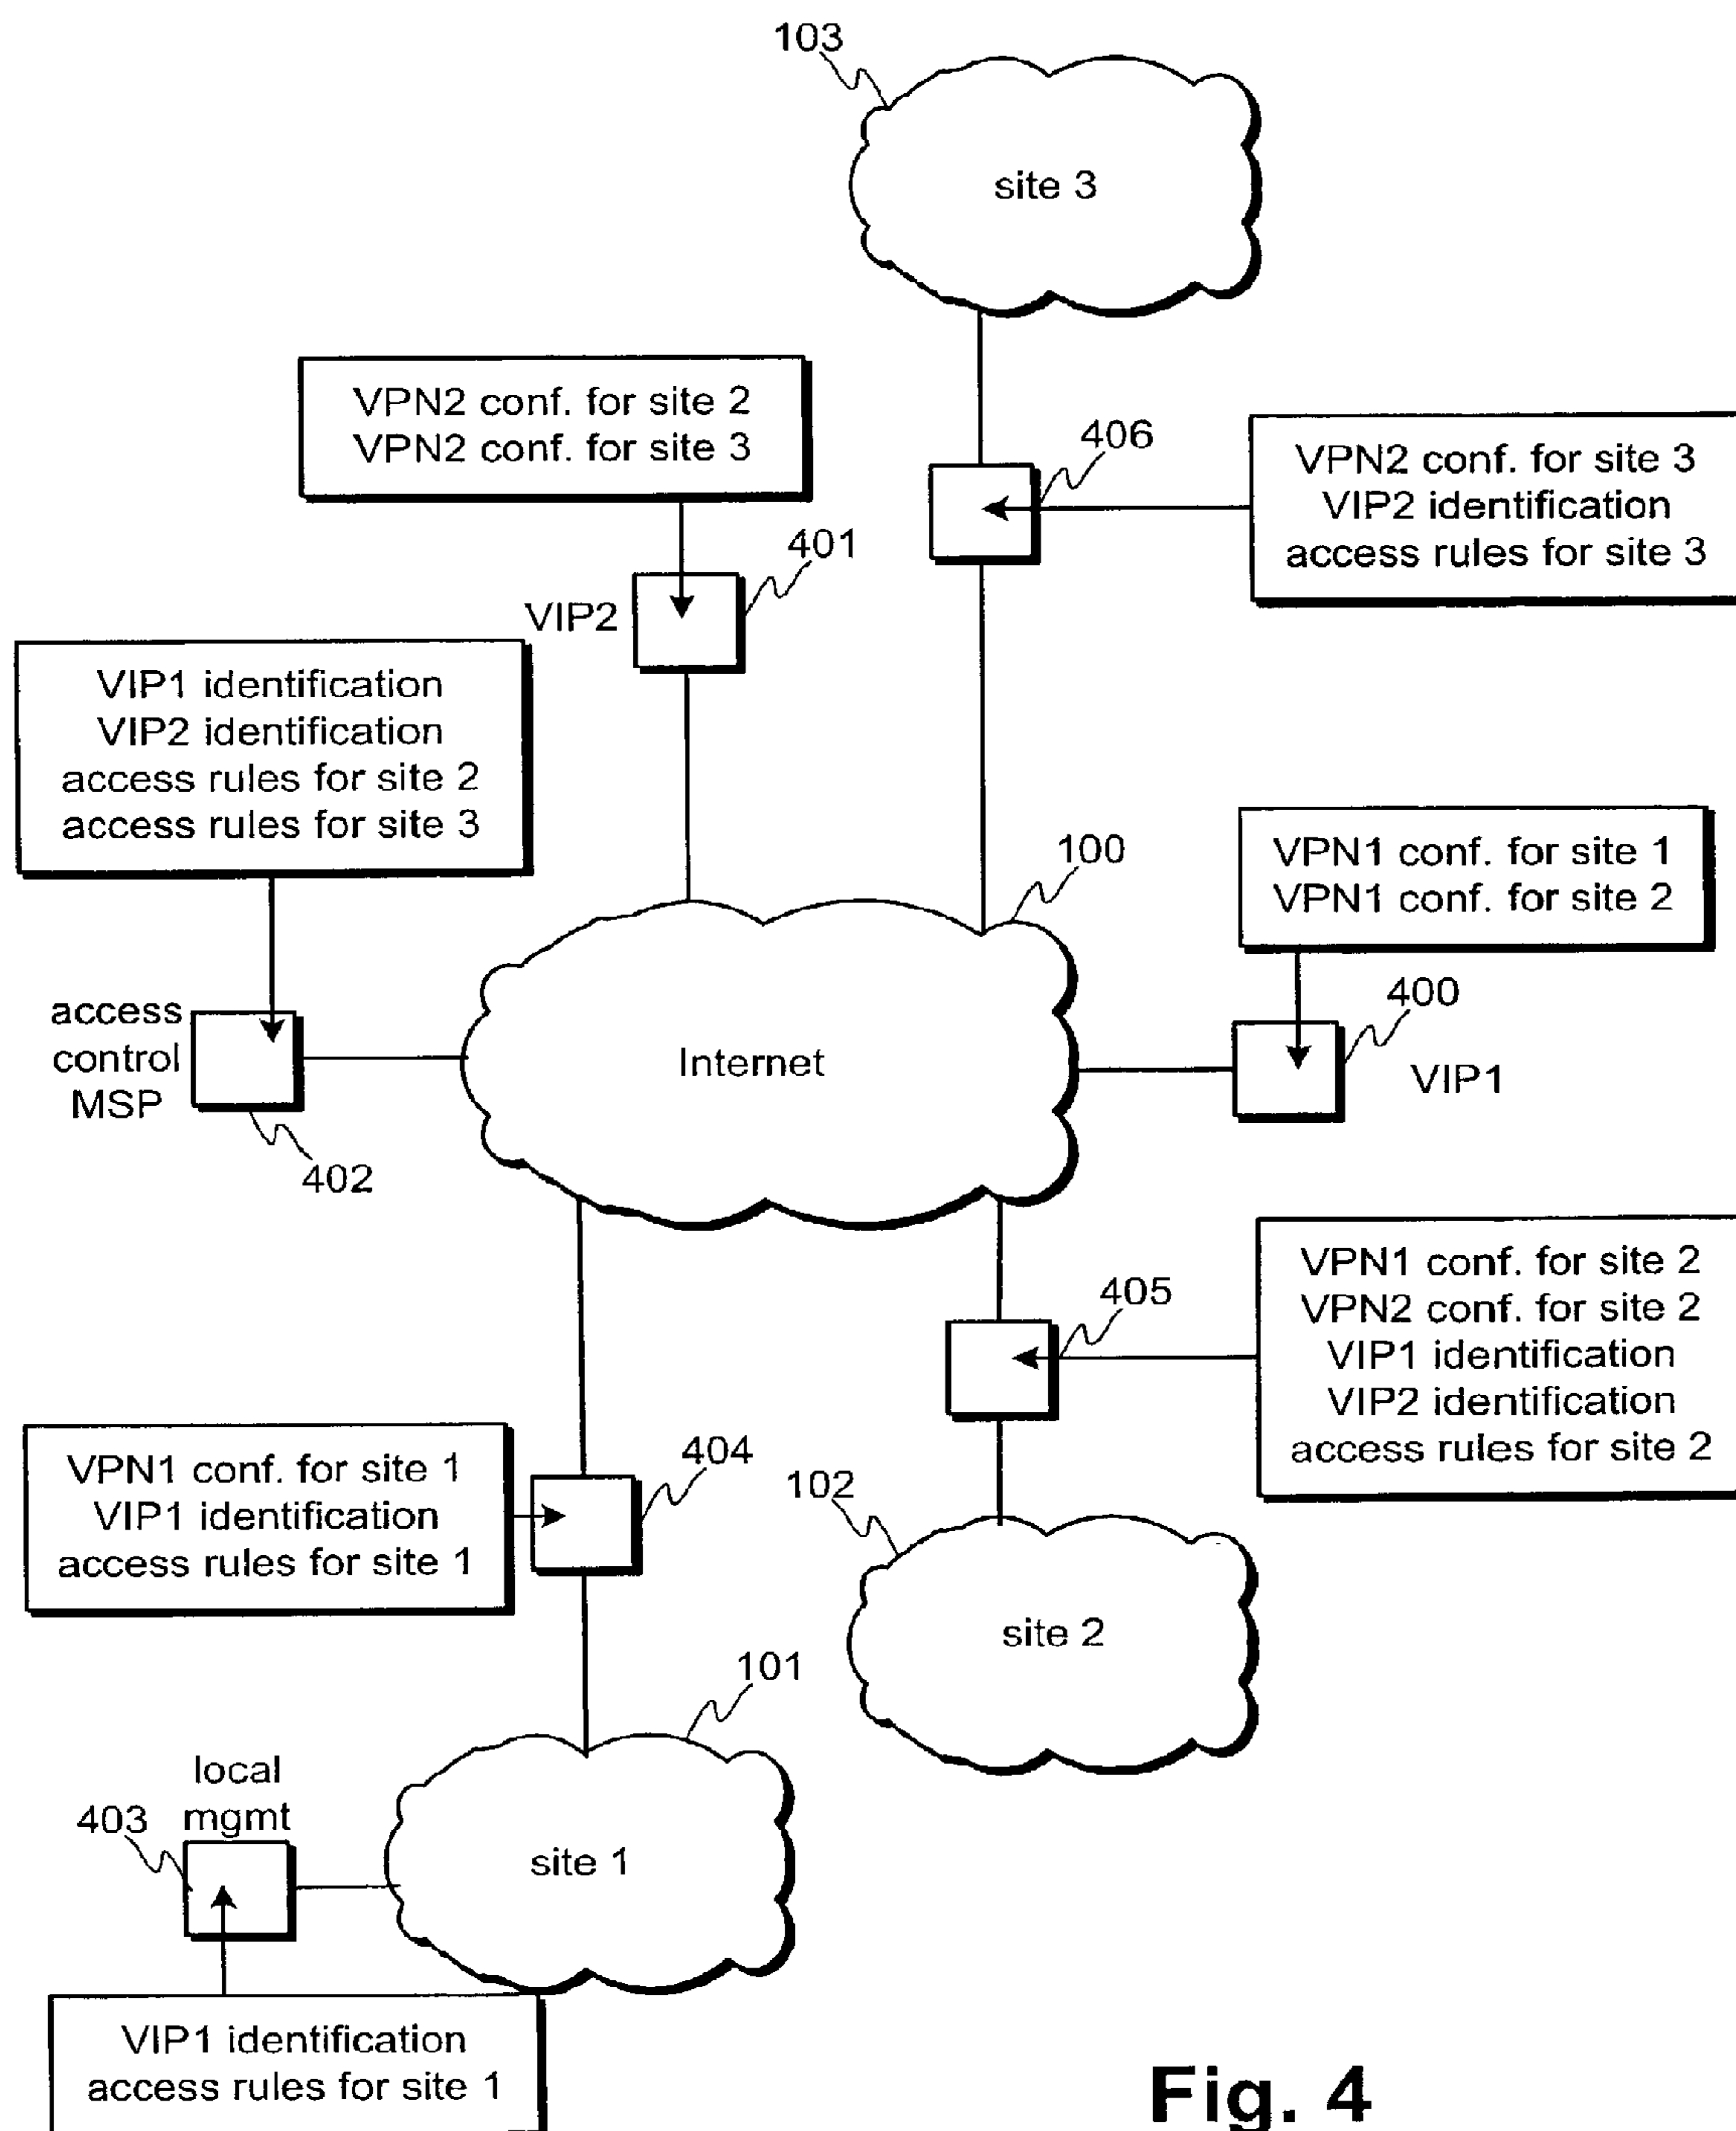 103
site 3
VPN2 conf. for site 2
VPN2 conf. for site 3
406
VPN2 conf. for site 3
VIP2 identification
access rules for site 3
401
VIP2
VIP1 identification
VIP2 identification
access rules for site 2
access rules for site 3
100
VPN1 conf. for site 1
VPN1 conf. for site 2
400
VIP1
access
control
MSP
402
Internet
VPN1 conf. for site 2
VPN2 conf. for site 2
VIP1 identification
VIP2 identification
access rules for site 2
405
VPN1 conf. for site 1
VIP1 identification
access rules for site 1
404
102
site 2
101
local
mgmt
403
site 1
VIP1 identification
access rules for site 1
Fig. 4